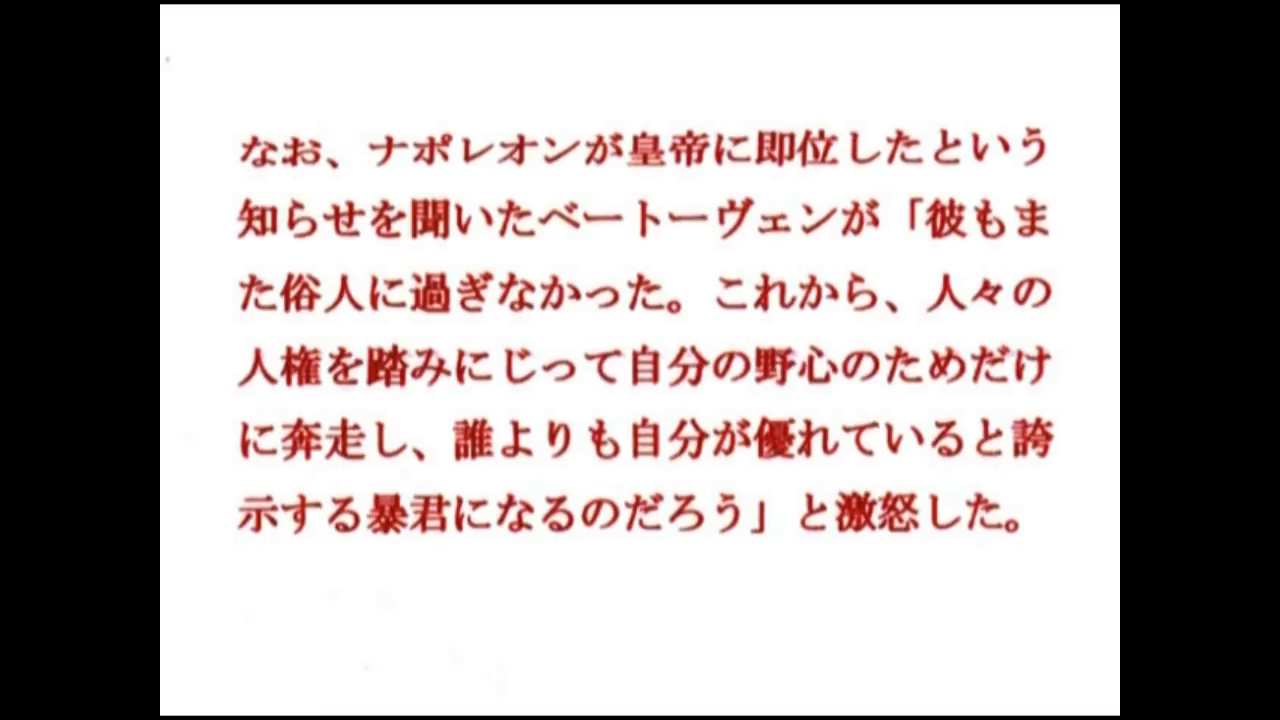 なお、ナポレオンが皇帝に即位したという
知らせを聞いたベートーヴェンが「彼もま
た俗人に過ぎなかった。これから、人々の
人権を踏みにじって自分の野心のためだけ
に奔走し、誰よりも自分が優れていると誇
示する暴君になるのだろう」と激怒した。